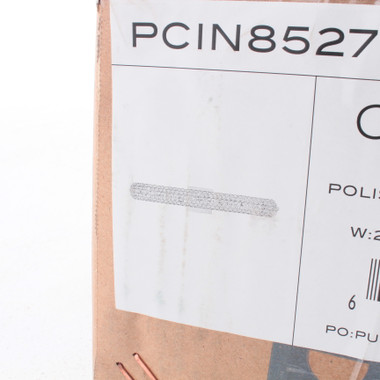 PCIN8527
POLIS
W:2
6
PO:PU